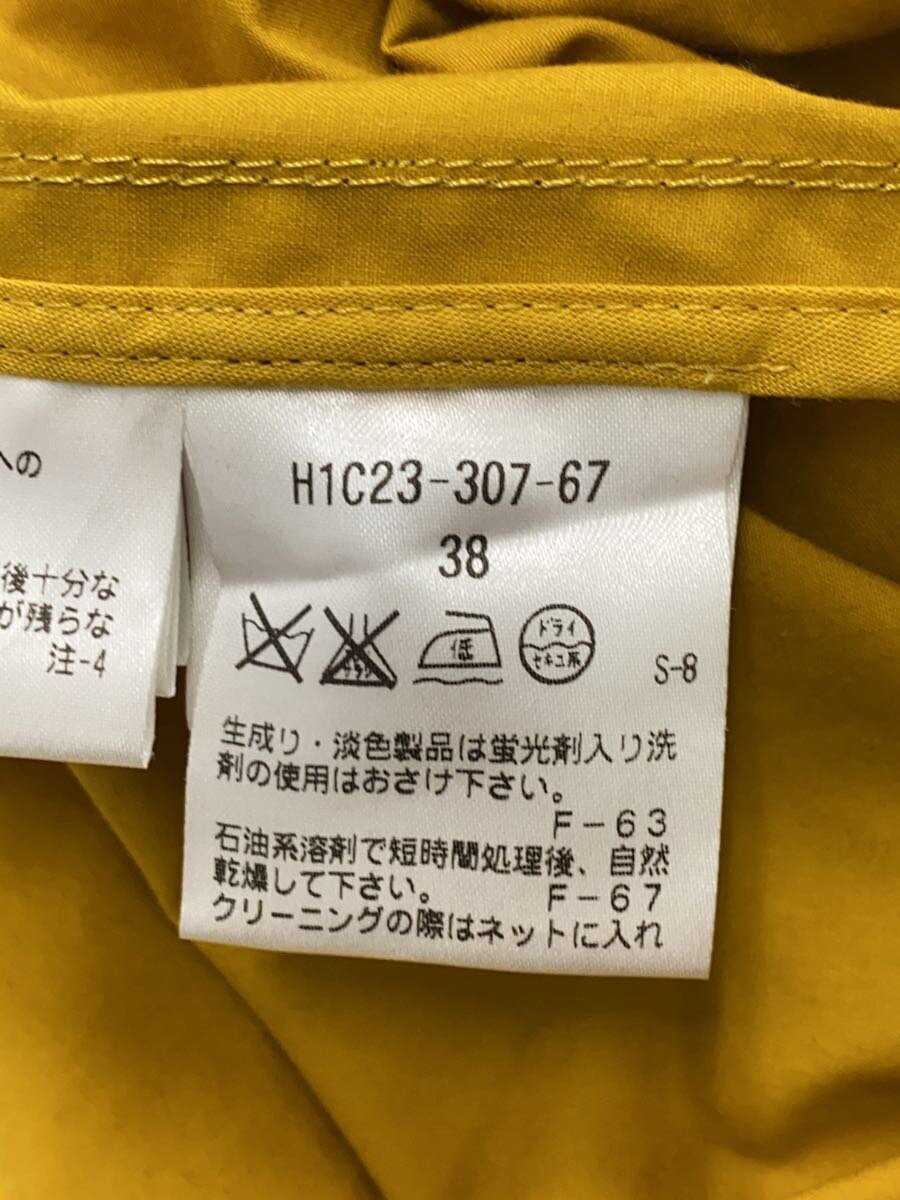 への
後十分な
が残らな
注-4
H1C23-307-67
38
低
ドライ
セキユ系
S-8
生成り・淡色製品は蛍光剤入り洗
剤の使用はおさけ下さい。
F-63
石油系溶剤で短時間処理後、自然
乾燥して下さい。 F-67
クリーニングの際はネットに入れ